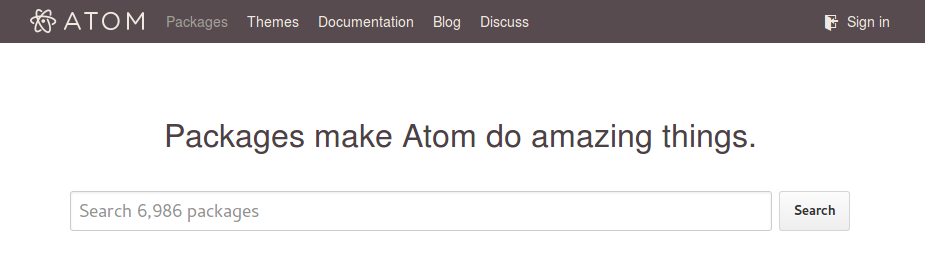 ATOM Packages Themes Documentation Blog Discuss Sign in
Packages make Atom do amazing things.
Search 6,986 packages Search